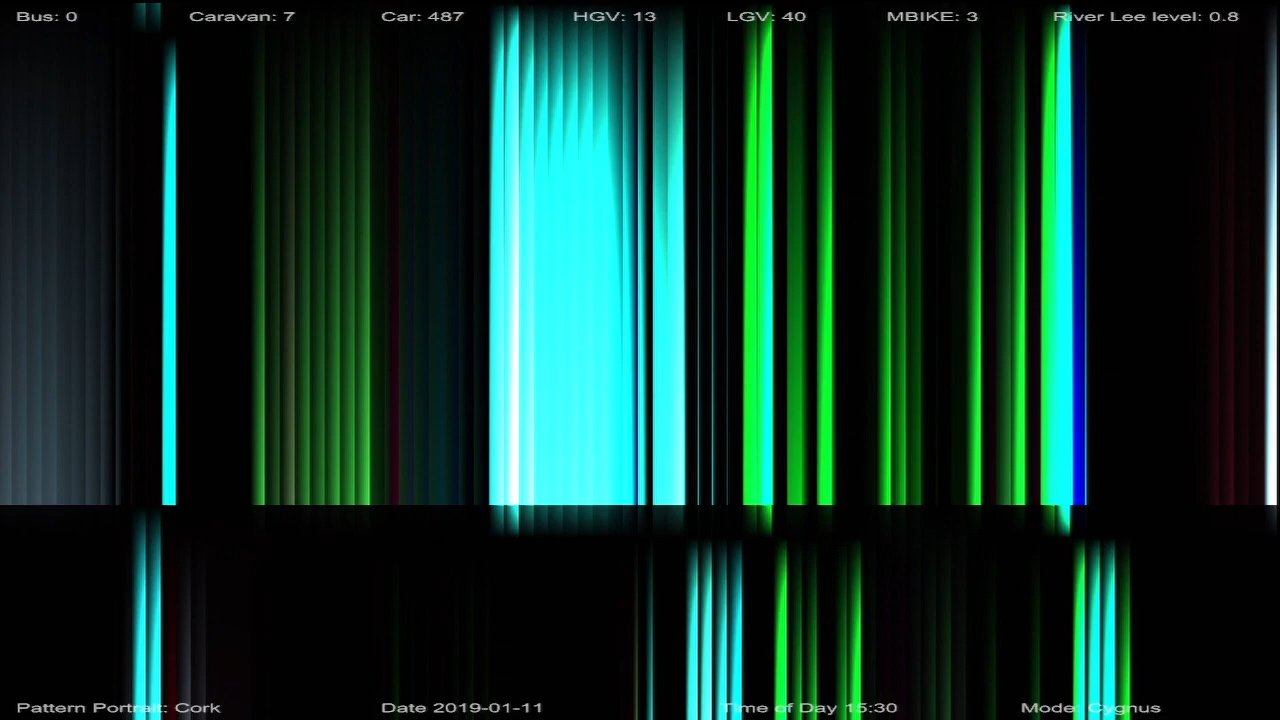 Bus: 0 Caravan: 7 Car: 487 HGV: 13 LGV: 40 MBIKE: 3 River Lee level: 0.8
Pattern Portrait: Cork Date 2019-01-11 Time of Day 15:30 Mode: Cygnus